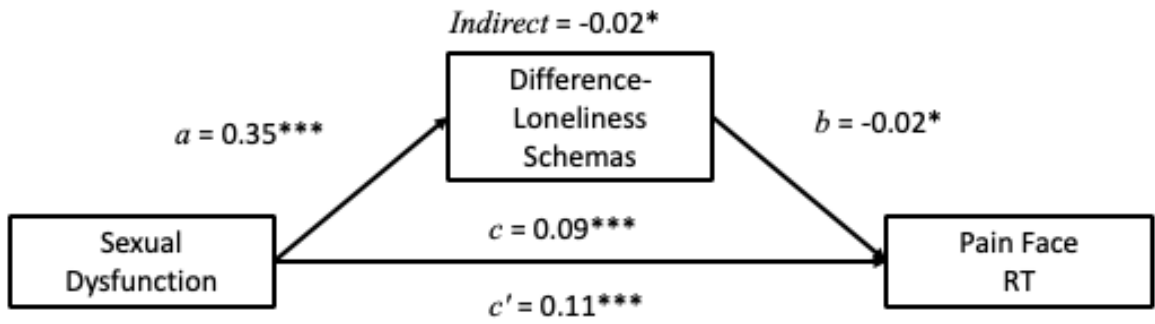 Indirect = -0.02*
Difference-
Loneliness
Schemas
a = 0.35***
b = -0.02*
Sexual
Dysfunction
c = 0.09***
c' = 0.11***
Pain Face
RT